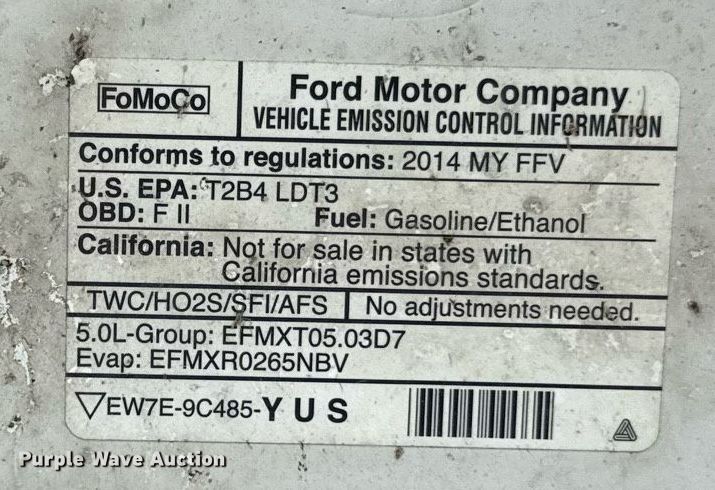 FoMoCo
Ford Motor Company
VEHICLE EMISSION CONTROL INFORMATION
Conforms to regulations: 2014 MY FFV
U.S. EPA: T2B4 LDT3
OBD: F II Fuel: Gasoline/Ethanol
California: Not for sale in states with
California emissions standards.
TWC/HO2S/SFI/AFS No adjustments needed.
5.0L-Group: EFMXT05.03D7
Evap: EFMXR0265NBV
EW7E-9C485-Y U S
Purple Wave Auction